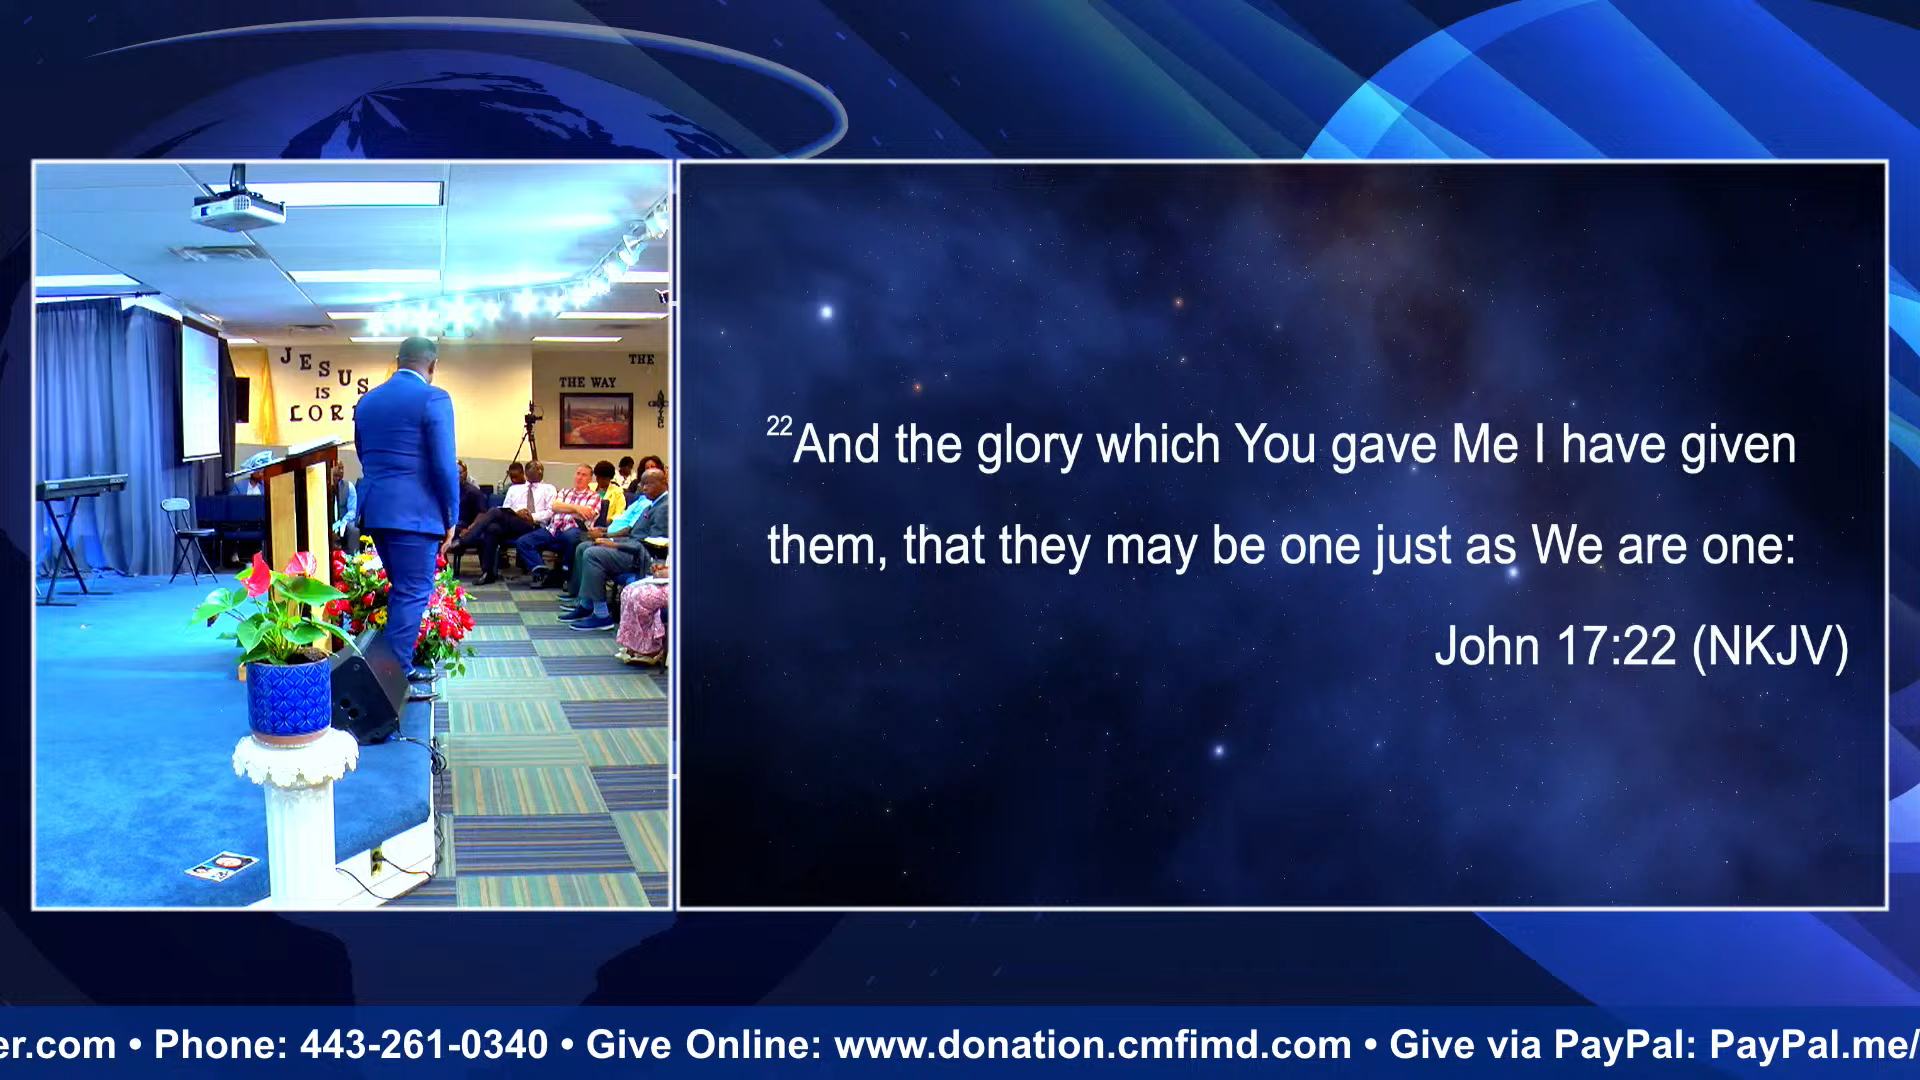 JESUS
IS
LORD
THE WAY
THE
22And the glory which You gave Me I have given
them, that they may be one just as We are one:
John 17:22 (NKJV)
er.com • Phone: 443-261-0340 • Give Online: www.donation.cmfimd.com • Give via PayPal: PayPal.me/